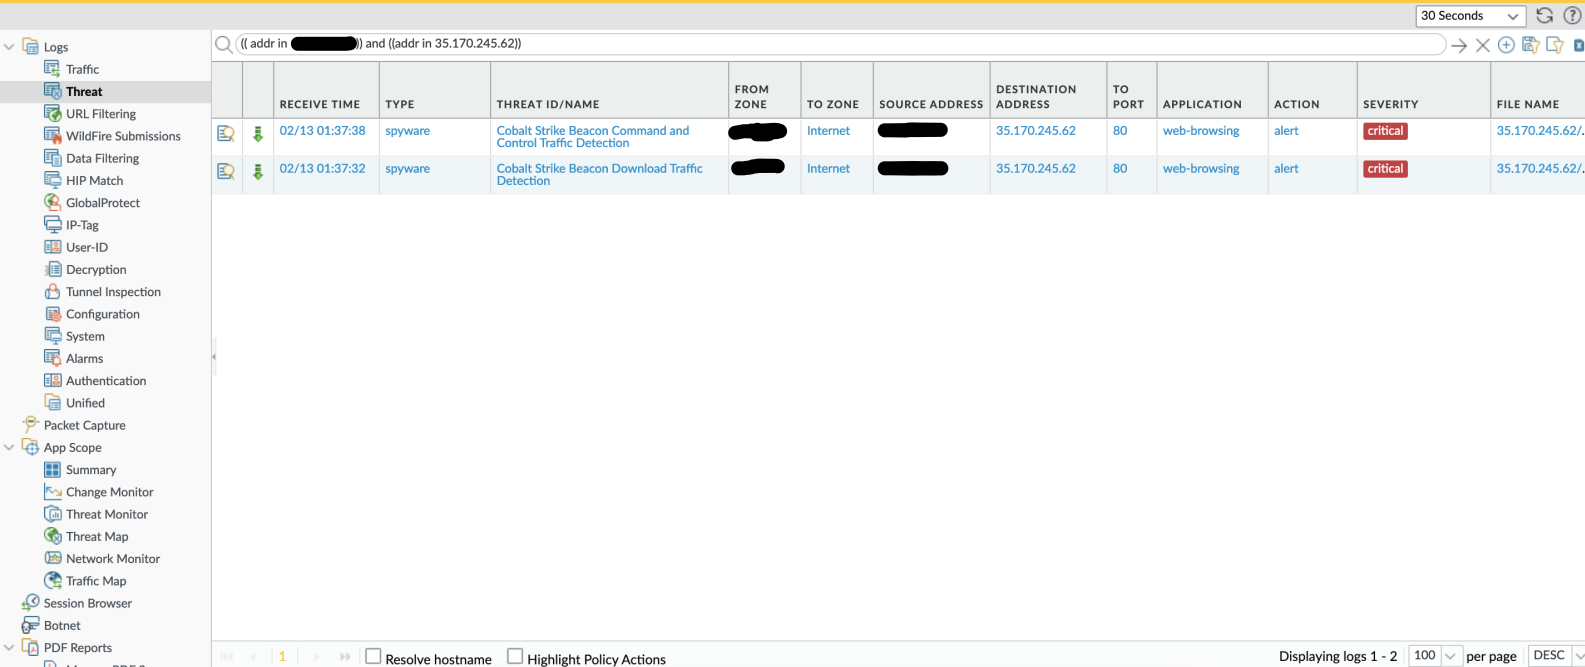 30 Seconds
Logs
(( addr in )) and ((addr in 35.170.245.62))
Traffic
Threat
URL Filtering
WildFire Submissions
Data Filtering
HIP Match
GlobalProtect
IP-Tag
User-ID
Decryption
Tunnel Inspection
Configuration
System
Alarms
Authentication
Unified
Packet Capture
App Scope
Summary
Change Monitor
Threat Monitor
Threat Map
Network Monitor
Traffic Map
Session Browser
Botnet
PDF Reports
RECEIVE TIME
TYPE
THREAT ID/NAME
FROM
ZONE
TO ZONE
SOURCE ADDRESS
DESTINATION
ADDRESS
TO
PORT
APPLICATION
ACTION
SEVERITY
FILE NAME
02/13 01:37:38
spyware
Cobalt Strike Beacon Command and
Control Traffic Detection
Internet
35.170.245.62
80
web-browsing
alert
critical
35.170.245.62/..
02/13 01:37:32
spyware
Cobalt Strike Beacon Download Traffic
Detection
Internet
35.170.245.62
80
web-browsing
alert
critical
35.170.245.62/..
1
Resolve hostname
Highlight Policy Actions
Displaying logs 1 - 2
100
per page
DESC